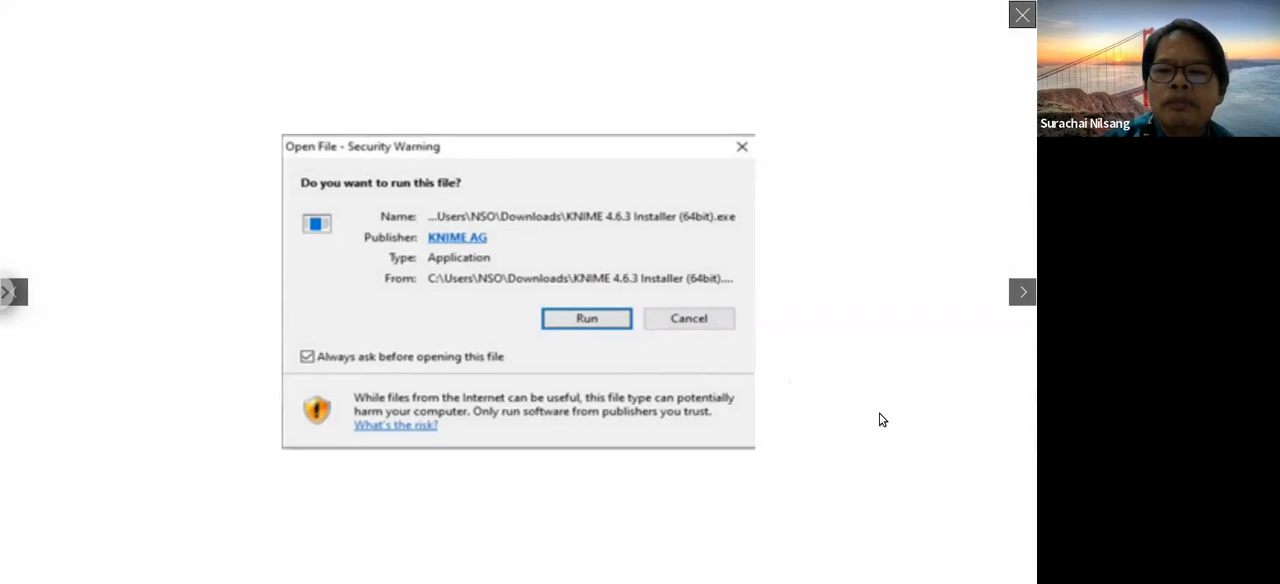 Open File - Security Warning
Do you want to run this file?
Name: ...Users\NSO\Downloads\KNIME 4.6.3 Installer (64bit).exe
Publisher: KNIME AG
Type: Application
From: C:\Users\NSO\Downloads\KNIME 4.6.3 Installer (64bit)....
Run Cancel
Always ask before opening this file
While files from the Internet can be useful, this file type can potentially
harm your computer. Only run software from publishers you trust.
What's the risk?
Surachai Nilsang